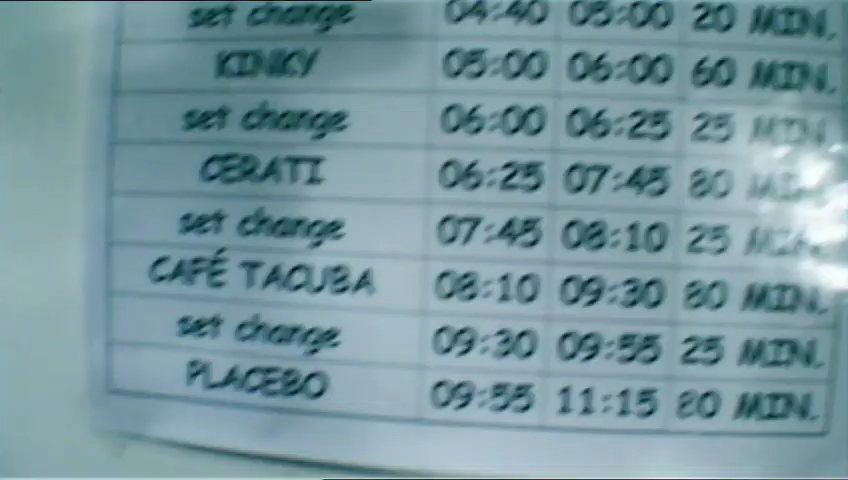 set change 04:40 05:00 20 MIN.
KINKY 05:00 06:00 60 MIN.
set change 06:00 06:25 25 MIN.
CERATI 06:25 07:45 80 MIN.
set change 07:45 08:10 25 MIN.
CAFÉ TACUBA 08:10 09:30 80 MIN.
set change 09:30 09:55 25 MIN.
PLACEBO 09:55 11:15 80 MIN.